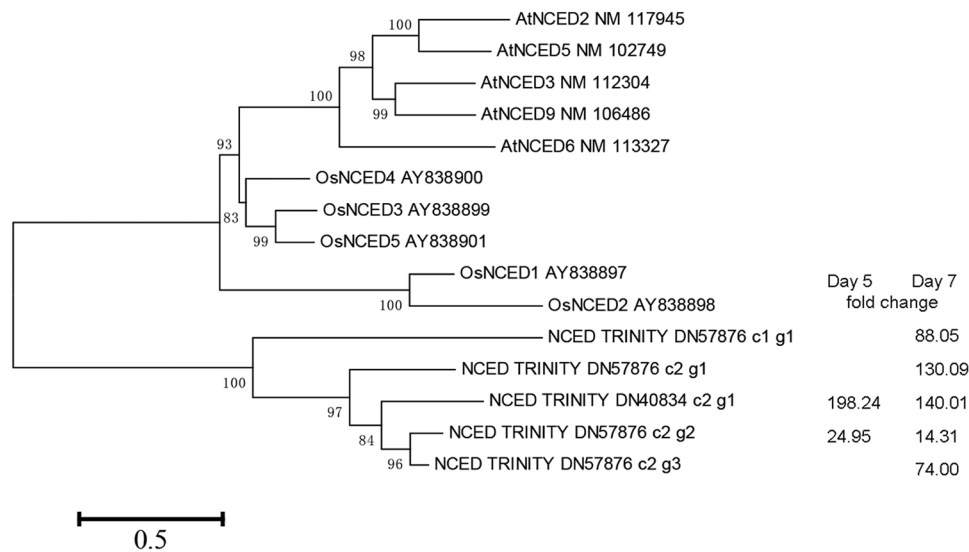 100 AtNCED2 NM 117945
AtNCED5 NM 102749
98
AtNCED3 NM 112304
100
99 AtNCED9 NM 106486
AtNCED6 NM 113327
93
OsNCED4 AY838900
83 OsNCED3 AY838899
99 OsNCED5 AY838901
OsNCED1 AY838897
Day 5 Day 7
fold change
100 OsNCED2 AY838898
NCED TRINITY DN57876 c1 g1 88.05
NCED TRINITY DN57876 c2 g1 130.09
100
NCED TRINITY DN40834 c2 g1 198.24 140.01
97
NCED TRINITY DN57876 c2 g2 24.95 14.31
84
96 NCED TRINITY DN57876 c2 g3 74.00
0.5